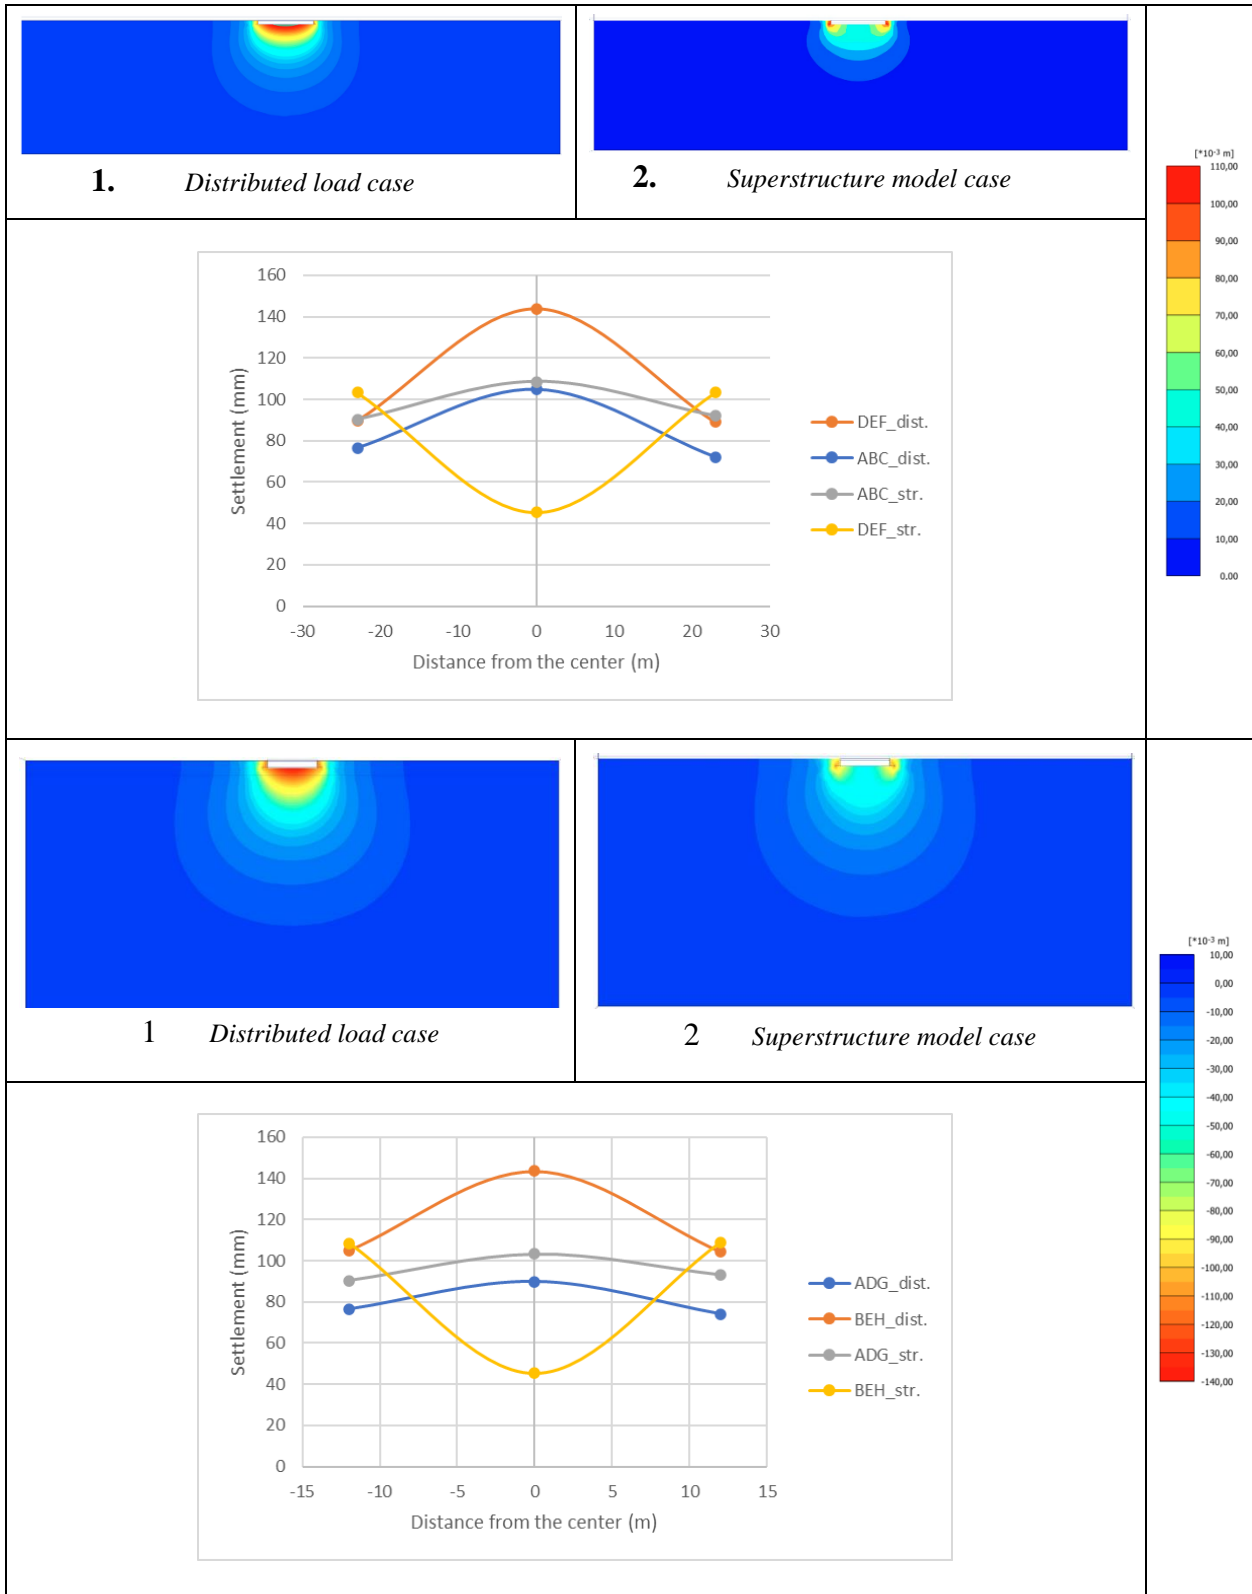 1. Distributed load case
2. Superstructure model case
[*10-3 m]
110,00
100,00
90,00
80,00
70,00
60,00
50,00
40,00
30,00
20,00
10,00
0,00
160
140
120
100
80
60
40
20
0
-30 -20 -10 0 10 20 30
Settlement (mm)
Distance from the center (m)
DEF_dist.
ABC_dist.
ABC_str.
DEF_str.
1 Distributed load case
2 Superstructure model case
[*10-3 m]
10,00
0,00
-10,00
-20,00
-30,00
-40,00
-50,00
-60,00
-70,00
-80,00
-90,00
-100,00
-110,00
-120,00
-130,00
-140,00
160
140
120
100
80
60
40
20
0
-15 -10 -5 0 5 10 15
Settlement (mm)
Distance from the center (m)
ADG_dist.
BEH_dist.
ADG_str.
BEH_str.